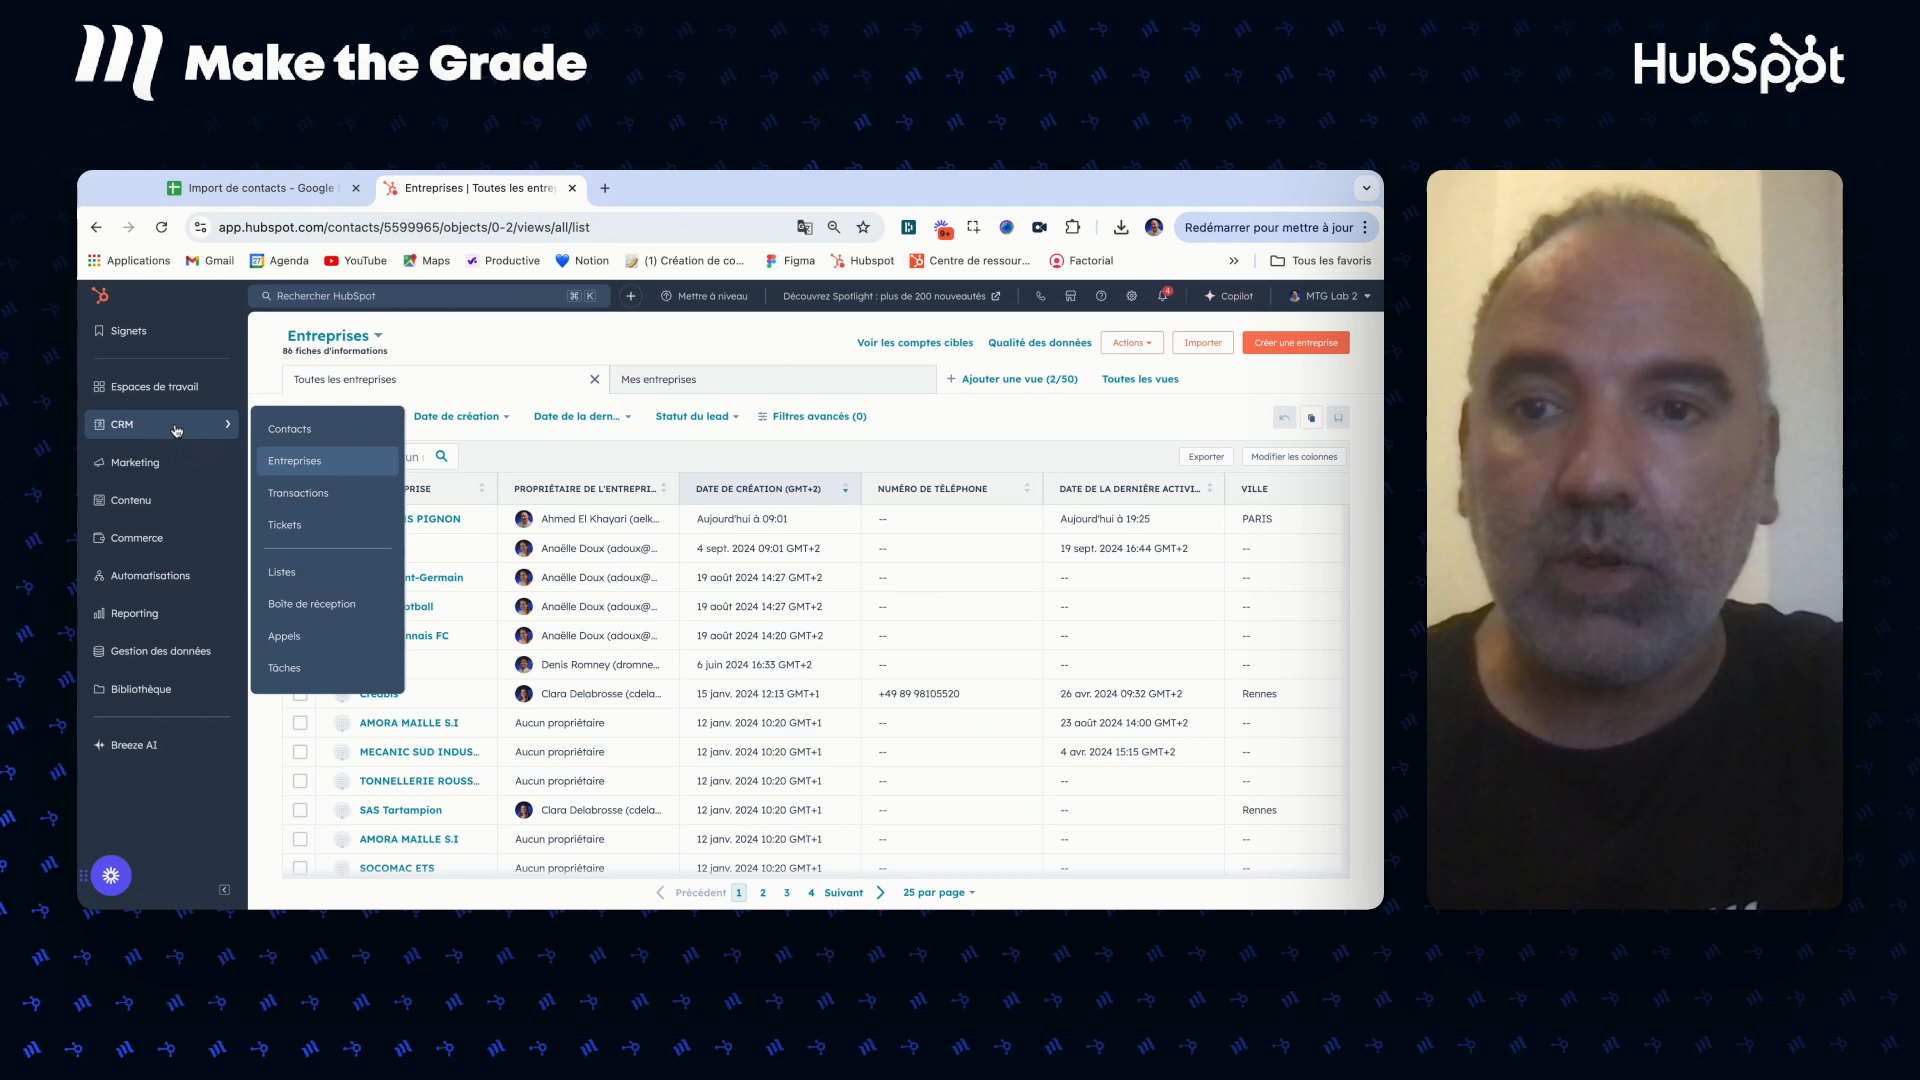 Make the Grade
HubSpot
Import de contacts - Google
Entreprises | Toutes les entre
app.hubspot.com/contacts/5599965/objects/0-2/views/all/list
9+
Redémarrer pour mettre à jour
Applications
Gmail
27
Agenda
YouTube
Maps
Productive
Notion
(1) Création de co...
Figma
Hubspot
Centre de ressour...
Factorial
Tous les favoris
Rechercher HubSpot
⌘ K
Mettre à niveau
Découvrez Spotlight : plus de 200 nouveautés
4
Copilot
MTG Lab 2
Signets
Espaces de travail
CRM
Marketing
Contenu
Commerce
Automatisations
Reporting
Gestion des données
Bibliothèque
Breeze AI
Contacts
Entreprises
Transactions
Tickets
Listes
Boîte de réception
Appels
Tâches
Entreprises
86 fiches d'informations
Voir les comptes cibles
Qualité des données
Actions
Importer
Créer une entreprise
Toutes les entreprises
Mes entreprises
Ajouter une vue (2/50)
Toutes les vues
Date de création
Date de la dern...
Statut du lead
Filtres avancés (0)
un
Exporter
Modifier les colonnes
PRISE PROPRIÉTAIRE DE L'ENTREPRI... DATE DE CRÉATION (GMT+2) NUMÉRO DE TÉLÉPHONE DATE DE LA DERNIÈRE ACTIVI... VILLE
IS PIGNON Ahmed El Khayari (aelk... Aujourd'hui à 09:01 -- Aujourd'hui à 19:25 PARIS
Anaëlle Doux (adoux@... 4 sept. 2024 09:01 GMT+2 -- 19 sept. 2024 16:44 GMT+2 --
nt-Germain Anaëlle Doux (adoux@... 19 août 2024 14:27 GMT+2 -- -- --
otball Anaëlle Doux (adoux@... 19 août 2024 14:27 GMT+2 -- -- --
nnais FC Anaëlle Doux (adoux@... 19 août 2024 14:20 GMT+2 -- -- --
Denis Romney (dromne... 6 juin 2024 16:33 GMT+2 -- -- --
Clara Delabrosse (cdela... 15 janv. 2024 12:13 GMT+1 +49 89 98105520 26 avr. 2024 09:32 GMT+2 Rennes
AMORA MAILLE S.I Aucun propriétaire 12 janv. 2024 10:20 GMT+1 -- 23 août 2024 14:00 GMT+2 --
MECANIC SUD INDUS... Aucun propriétaire 12 janv. 2024 10:20 GMT+1 -- 4 avr. 2024 15:15 GMT+2 --
TONNELLERIE ROUSS... Aucun propriétaire 12 janv. 2024 10:20 GMT+1 -- -- --
SAS Tartampion Clara Delabrosse (cdela... 12 janv. 2024 10:20 GMT+1 -- -- Rennes
AMORA MAILLE S.I Aucun propriétaire 12 janv. 2024 10:20 GMT+1 -- -- --
SOCOMAC ETS Aucun propriétaire 12 janv. 2024 10:20 GMT+1 -- -- --
Précédent 1 2 3 4 Suivant
25 par page